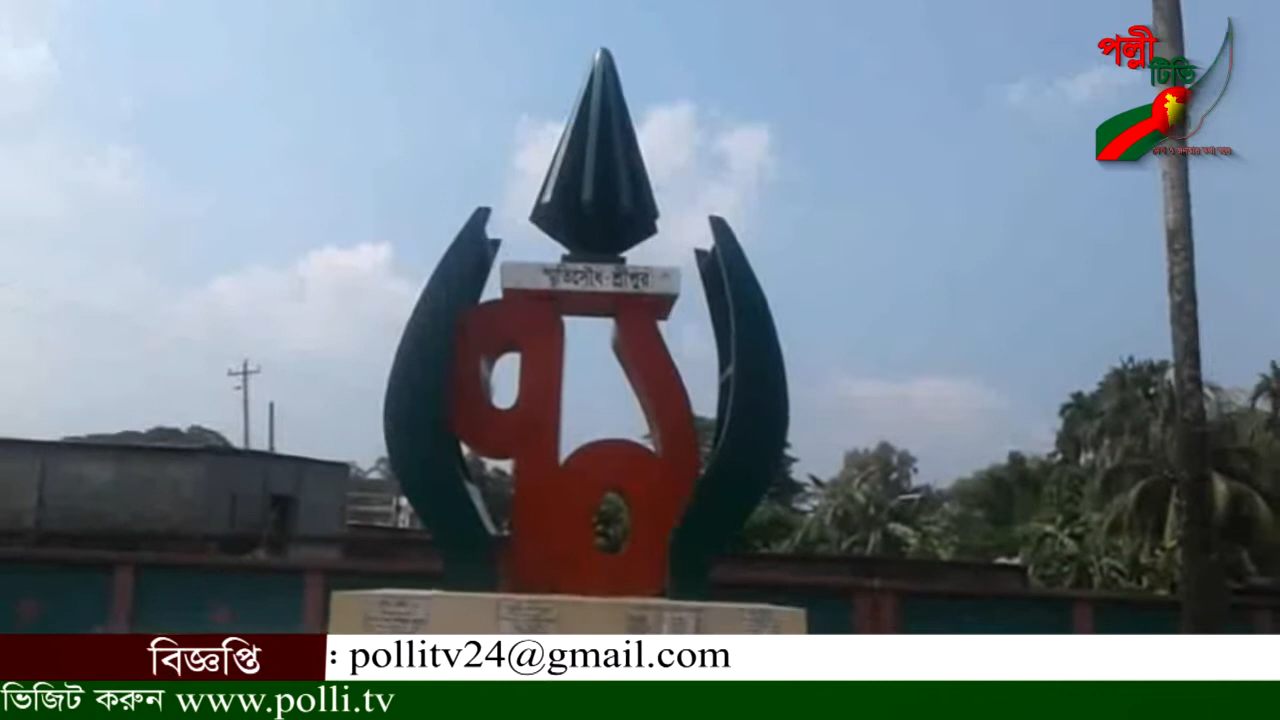 পল্লী
টিভি
স্মৃতিসৌধ-শ্রীপুর
বিজ্ঞপ্তি : pollitv24@gmail.com
ভিজিট করুন www.polli.tv